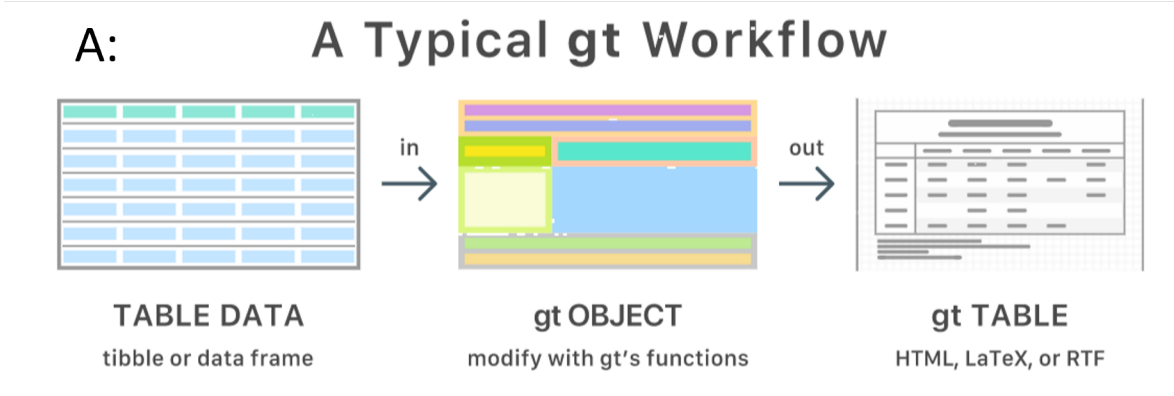 A:
A Typical gt Workflow
in
out
TABLE DATA
gt OBJECT
gt TABLE
tibble or data frame
modify with gt's functions
HTML, LaTeX, or RTF